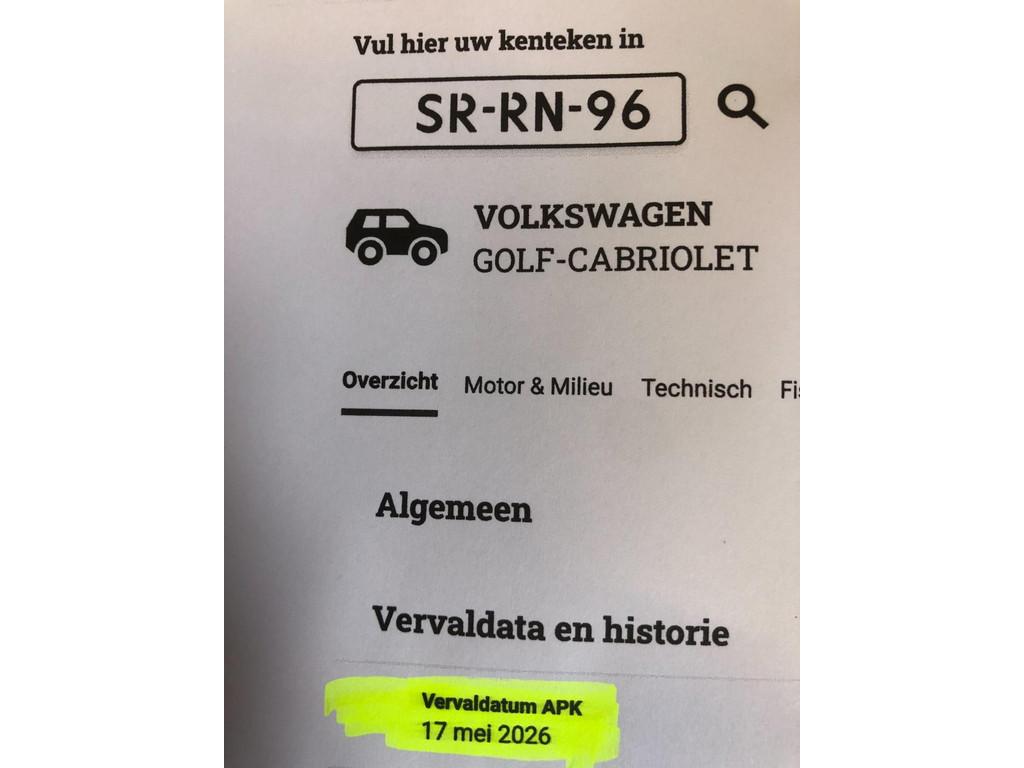 Vul hier uw kenteken in
SR-RN-96
VOLKSWAGEN
GOLF-CABRIOLET
Overzicht Motor & Milieu Technisch
Algemeen
Vervaldata en historie
Vervaldatum APK
17 mei 2026